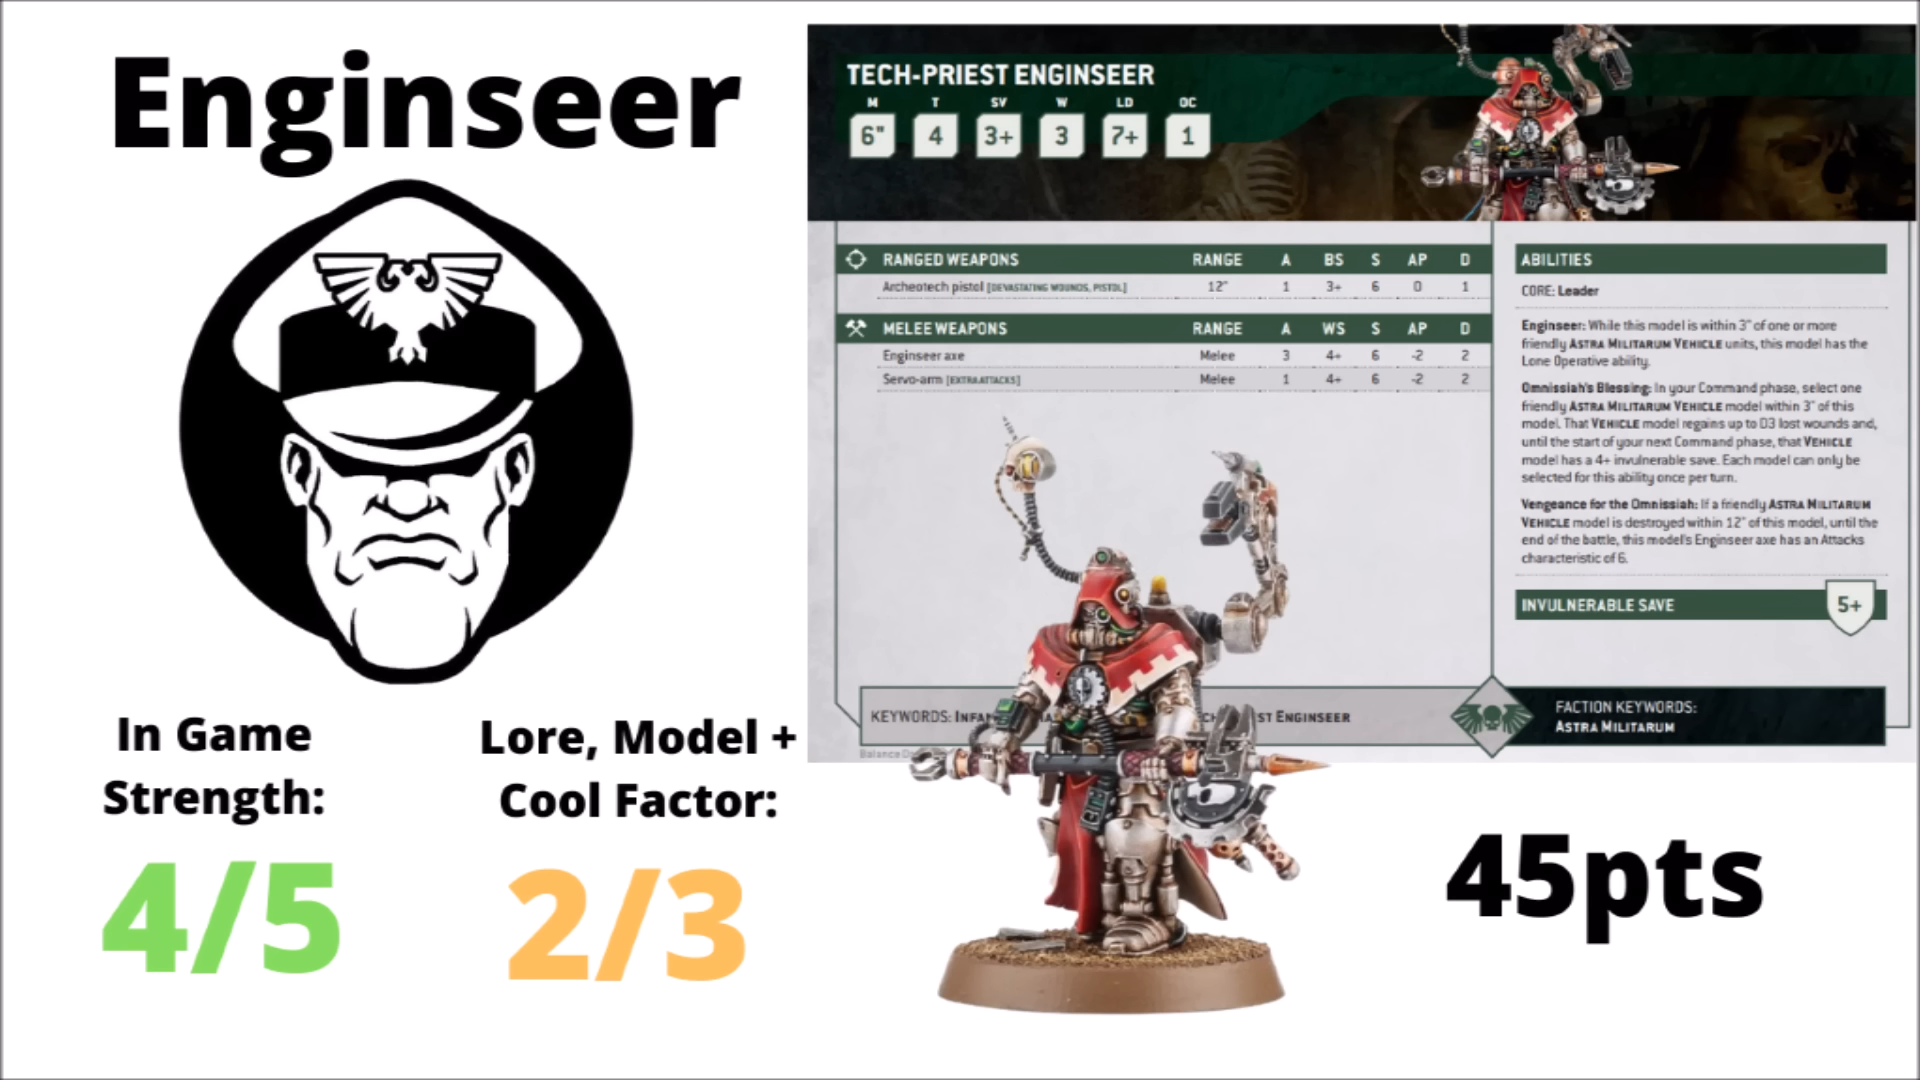 Enginseer
In Game
Strength:
4/5
Lore, Model +
Cool Factor:
2/3
TECH-PRIEST ENGINSEER
M T SV W LD OC
6" 4 3+ 3 7+ 1
RANGED WEAPONS RANGE A BS S AP D
Archeotech pistol [DEVASTATING WOUNDS, PISTOL] 12" 1 3+ 6 0 1
MELEE WEAPONS RANGE A WS S AP D
Enginseer axe Melee 3 4+ 6 -2 2
Servo-arm [EXTRA ATTACKS] Melee 1 4+ 6 -2 2
ABILITIES
CORE: Leader
Enginseer: While this model is within 3" of one or more
friendly ASTRA MILITARUM VEHICLE units, this model has the
Lone Operative ability.
Omnissiah's Blessing: In your Command phase, select one
friendly ASTRA MILITARUM VEHICLE model within 3" of this
model. That VEHICLE model regains up to D3 lost wounds and,
until the start of your next Command phase, that VEHICLE
model has a 4+ invulnerable save. Each model can only be
selected for this ability once per turn.
Vengeance for the Omnissiah: If a friendly ASTRA MILITARUM
VEHICLE model is destroyed within 12" of this model, until the
end of the battle, this model's Enginseer axe has an Attacks
characteristic of 6.
INVULNERABLE SAVE 5+
KEYWORDS: ENGINSEER
FACTION KEYWORDS:
ASTRA MILITARUM
Balance
45pts